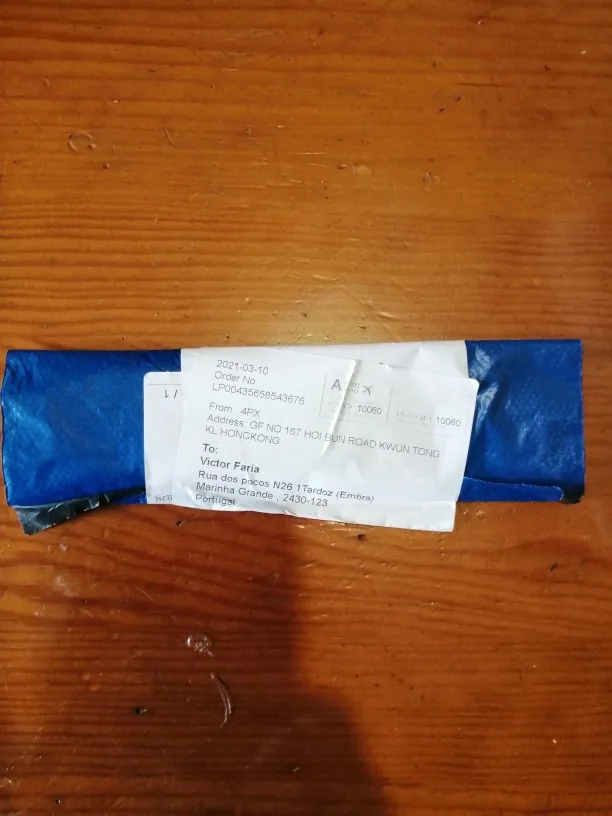 2021-03-10
Order No
LP00435658543676
From: 4PX
Address: GF NO 167 HOI BUN ROAD KWUN TONG
KL HONGKONG
To:
Victor Faria
Rua dos pocos N26 1Tardoz (Embra)
Marinha Grande , 2430-123
Portugal
A
10060
10060
/1